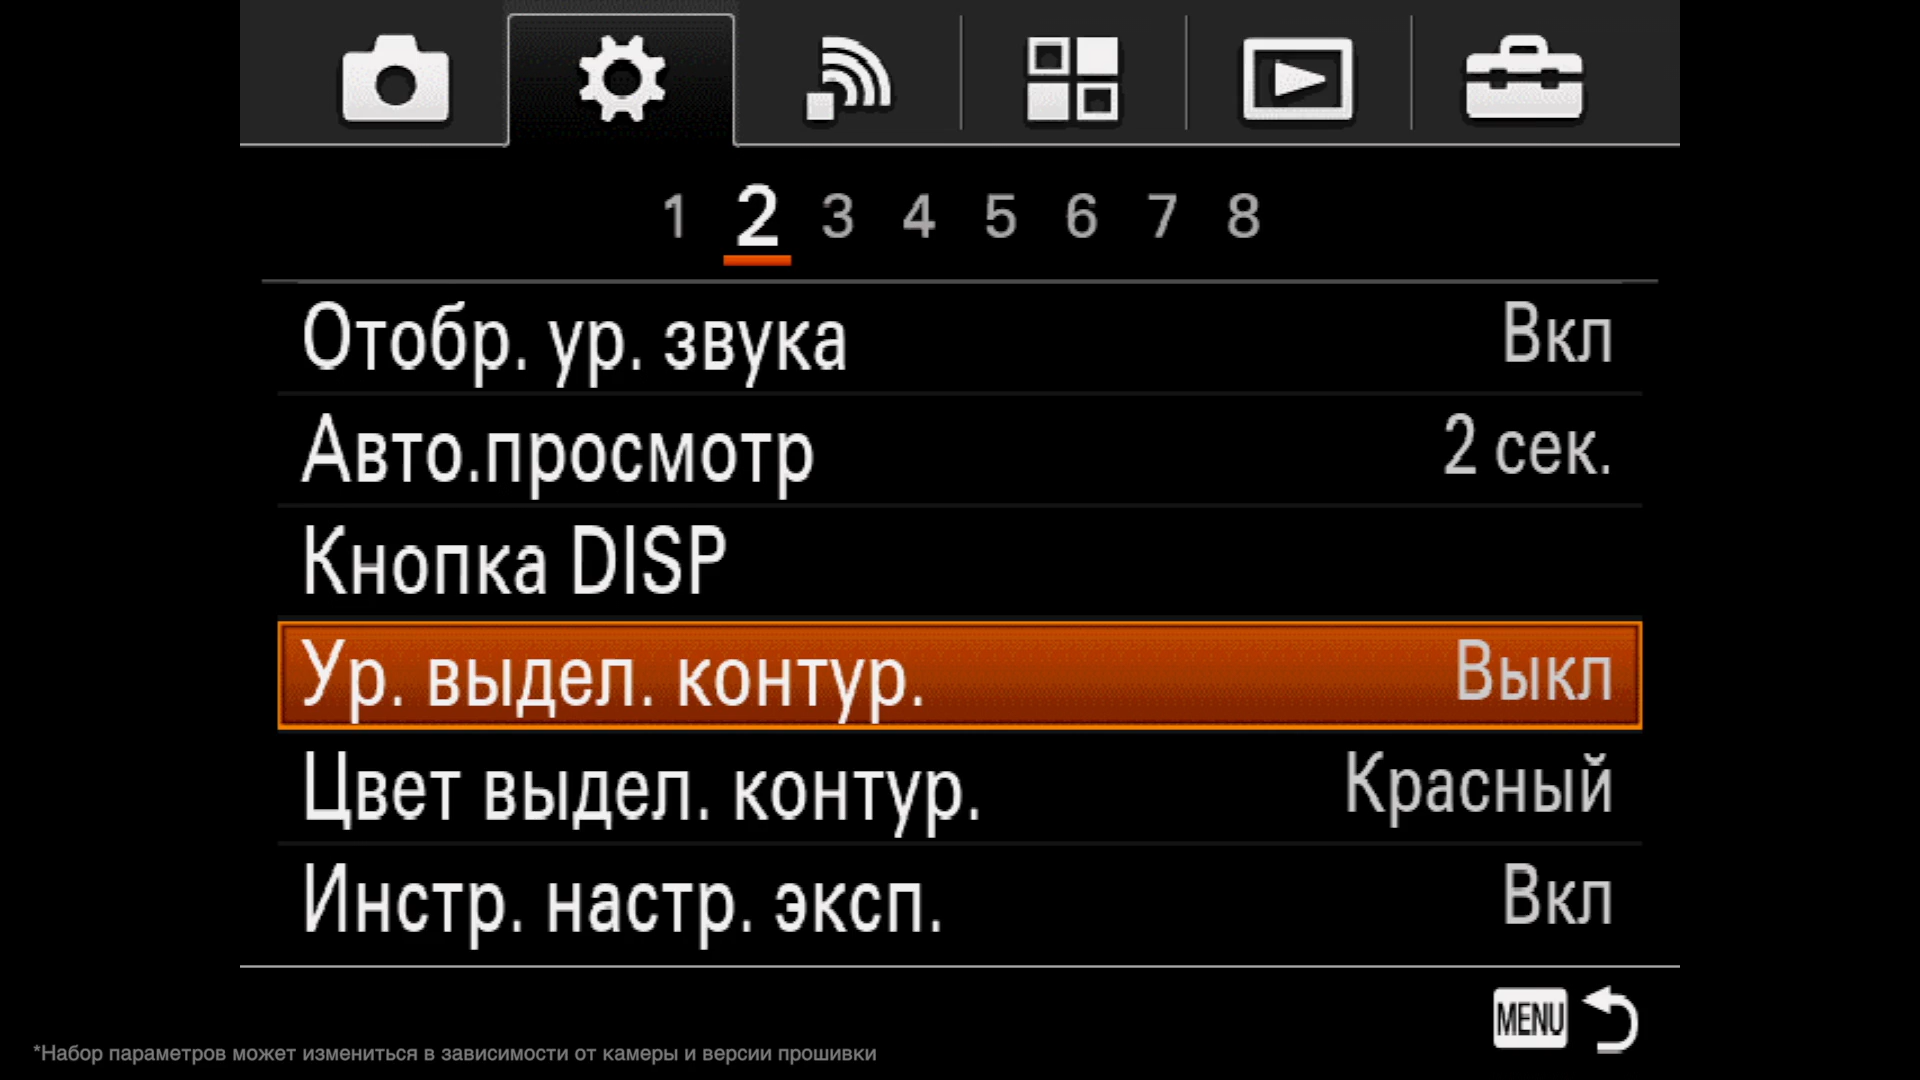 1 2 3 4 5 6 7 8
Отобр. ур. звука Вкл
Авто.просмотр 2 сек.
Кнопка DISP
Ур. выдел. контур. Выкл
Цвет выдел. контур. Красный
Инстр. настр. эксп. Вкл
MENU
*Набор параметров может измениться в зависимости от камеры и версии прошивки